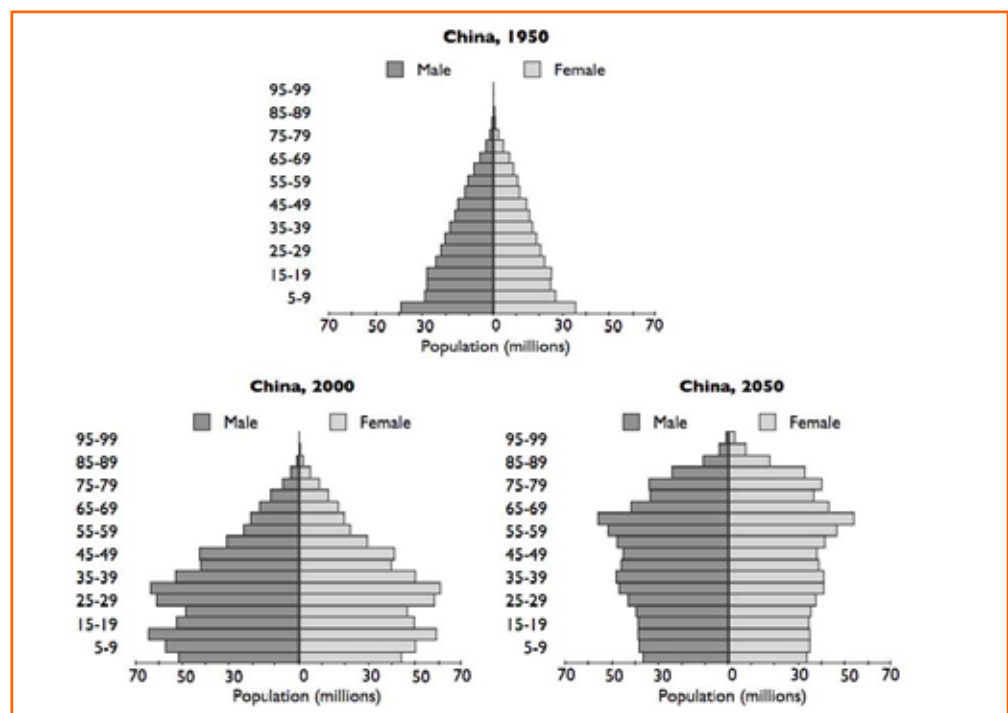 China, 1950
Male Female
95-99
85-89
75-79
65-69
55-59
45-49
35-39
25-29
15-19
5-9
70 50 30 0 30 50 70
Population (millions)
China, 2000
Male Female
95-99
85-89
75-79
65-69
55-59
45-49
35-39
25-29
15-19
5-9
70 50 30 0 30 50 70
Population (millions)
China, 2050
Male Female
95-99
85-89
75-79
65-69
55-59
45-49
35-39
25-29
15-19
5-9
70 50 30 0 30 50 70
Population (millions)